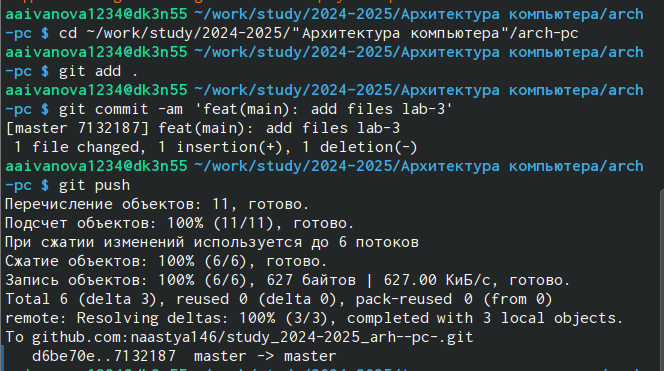 aaivanova1234@dk3n55 ~/work/study/2024-2025/Архитектура компьютера/arch
-pc $ cd ~/work/study/2024-2025/"Архитектура компьютера"/arch-pc
aaivanova1234@dk3n55 ~/work/study/2024-2025/Архитектура компьютера/arch
-pc $ git add .
aaivanova1234@dk3n55 ~/work/study/2024-2025/Архитектура компьютера/arch
-pc $ git commit -am 'feat(main): add files lab-3'
[master 7132187] feat(main): add files lab-3
 1 file changed, 1 insertion(+), 1 deletion(-)
aaivanova1234@dk3n55 ~/work/study/2024-2025/Архитектура компьютера/arch
-pc $ git push
Перечисление объектов: 11, готово.
Подсчет объектов: 100% (11/11), готово.
При сжатии изменений используется до 6 потоков
Сжатие объектов: 100% (6/6), готово.
Запись объектов: 100% (6/6), 627 байтов | 627.00 КиБ/с, готово.
Total 6 (delta 3), reused 0 (delta 0), pack-reused 0 (from 0)
remote: Resolving deltas: 100% (3/3), completed with 3 local objects.
To github.com:naastya146/study_2024-2025_arh--pc-.git
   d6be70e..7132187  master -> master